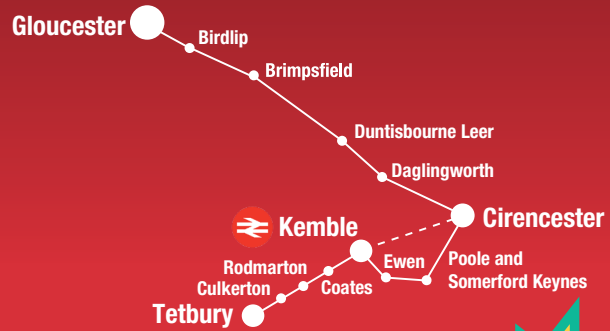 Gloucester
Birdlip
Brimpsfield
Duntisbourne Leer
Daglingworth
Cirencester
Kemble
Ewen
Poole and
Somerford Keynes
Rodmarton
Coates
Culkerton
Tetbury